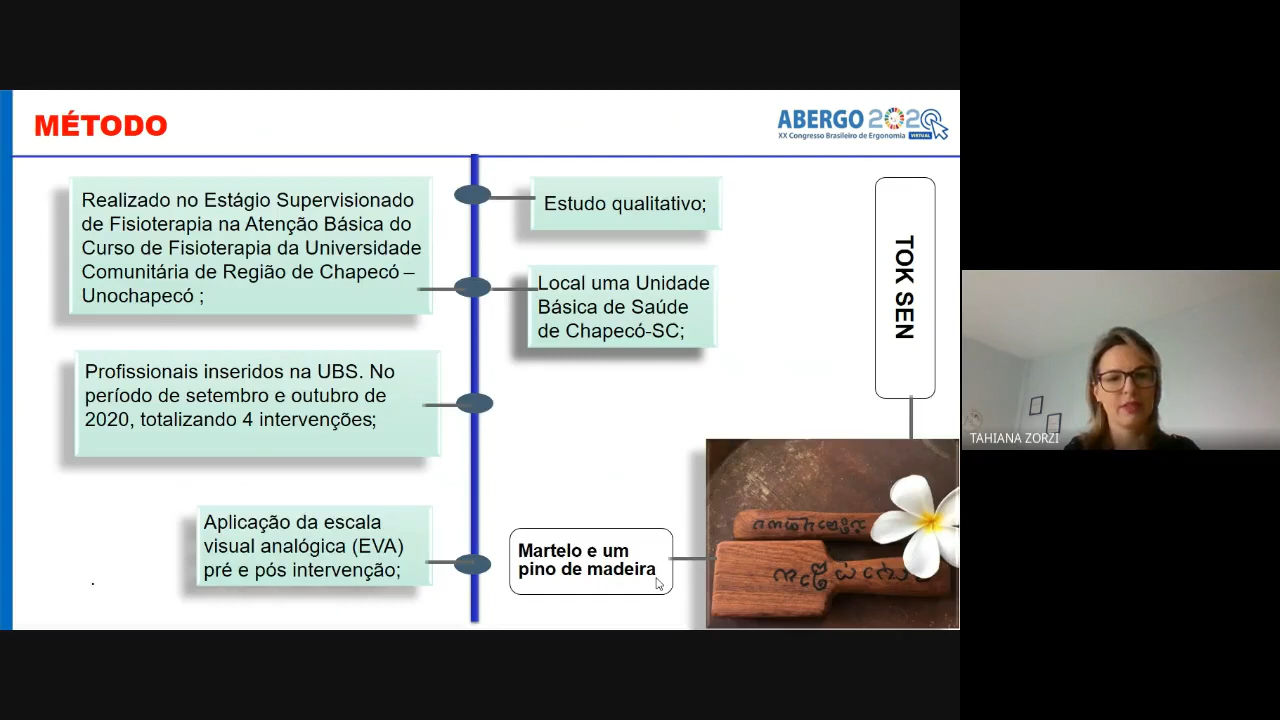 MÉTODO
ABERGO 2020
XX Congresso Brasileiro de Ergonomia
VIRTUAL
Realizado no Estágio Supervisionado
de Fisioterapia na Atenção Básica do
Curso de Fisioterapia da Universidade
Comunitária de Região de Chapecó –
Unochapecó ;
Estudo qualitativo;
Local uma Unidade
Básica de Saúde
de Chapecó-SC;
Profissionais inseridos na UBS. No
período de setembro e outubro de
2020, totalizando 4 intervenções;
Aplicação da escala
visual analógica (EVA)
pré e pós intervenção;
.
Martelo e um
pino de madeira
TOK SEN
TAHIANA ZORZI